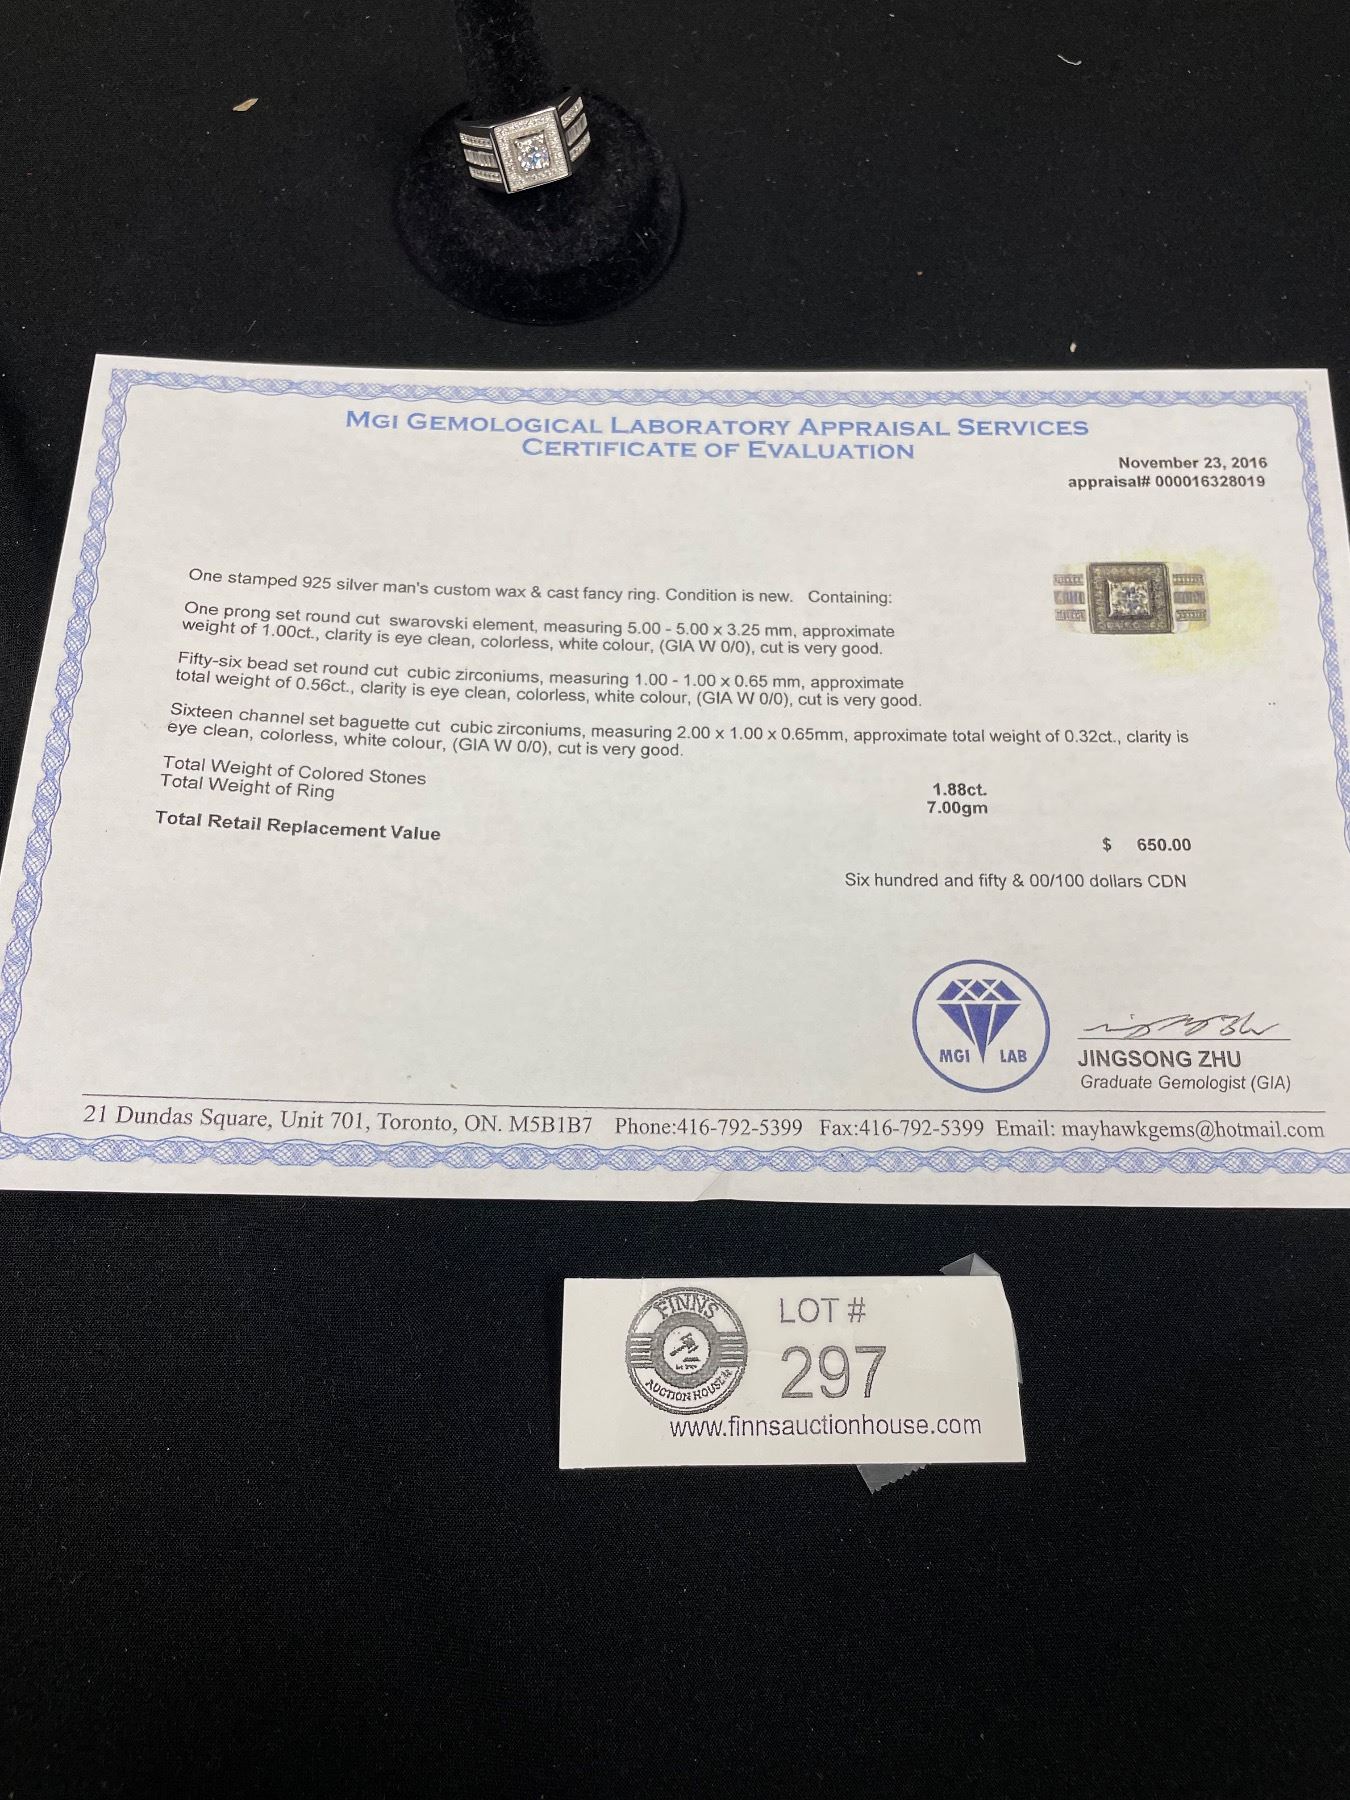 MGI GEMOLOGICAL LABORATORY APPRAISAL SERVICES
CERTIFICATE OF EVALUATION
November 23, 2016
appraisal# 000016328019
One stamped 925 silver man's custom wax & cast fancy ring. Condition is new. Containing:
One prong set round cut swarovski element, measuring 5.00 - 5.00 x 3.25 mm, approximate
weight of 1.00ct., clarity is eye clean, colorless, white colour, (GIA W 0/0), cut is very good.
Fifty-six bead set round cut cubic zirconiums, measuring 1.00 - 1.00 x 0.65 mm, approximate
total weight of 0.56ct., clarity is eye clean, colorless, white colour, (GIA W 0/0), cut is very good.
Sixteen channel set baguette cut cubic zirconiums, measuring 2.00 x 1.00 x 0.65mm, approximate total weight of 0.32ct., clarity is
eye clean, colorless, white colour, (GIA W 0/0), cut is very good.
Total Weight of Colored Stones 1.88ct.
Total Weight of Ring 7.00gm
Total Retail Replacement Value $ 650.00
Six hundred and fifty & 00/100 dollars CDN
MGI LAB
JINGSONG ZHU
Graduate Gemologist (GIA)
21 Dundas Square, Unit 701, Toronto, ON. M5B1B7 Phone:416-792-5399 Fax:416-792-5399 Email: mayhawkgems@hotmail.com
FINNS
AUCTION HOUSE
LOT #
297
www.finnsauctionhouse.com